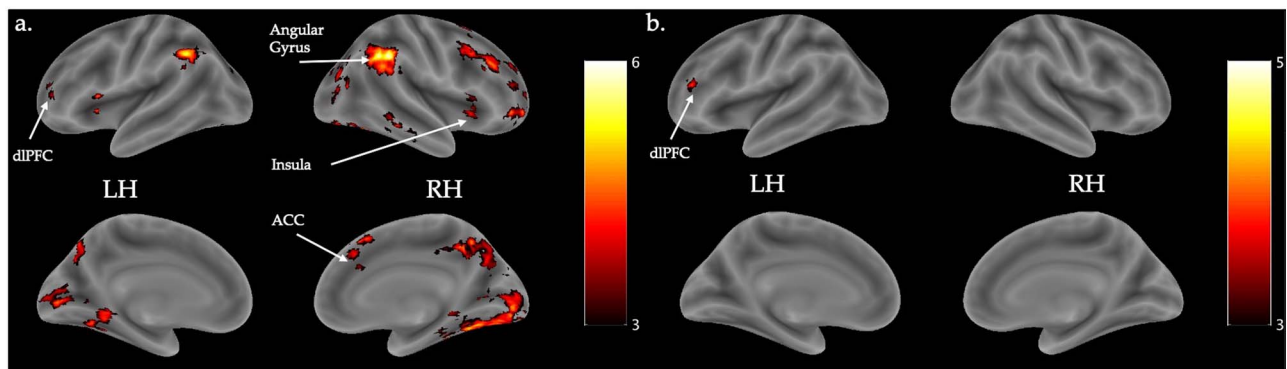 a.
Angular
Gyrus
6
dlPFC
Insula
LH
RH
ACC
3
b.
5
dlPFC
LH
RH
3